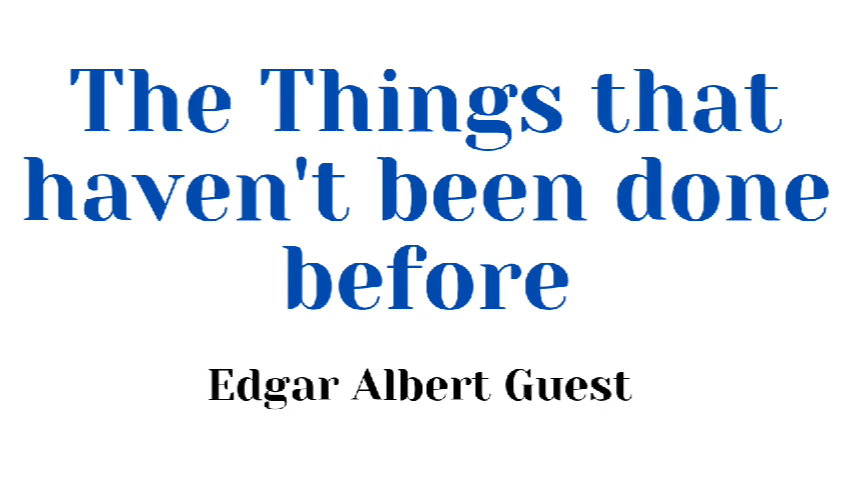 The Things that
haven't been done
before
Edgar Albert Guest